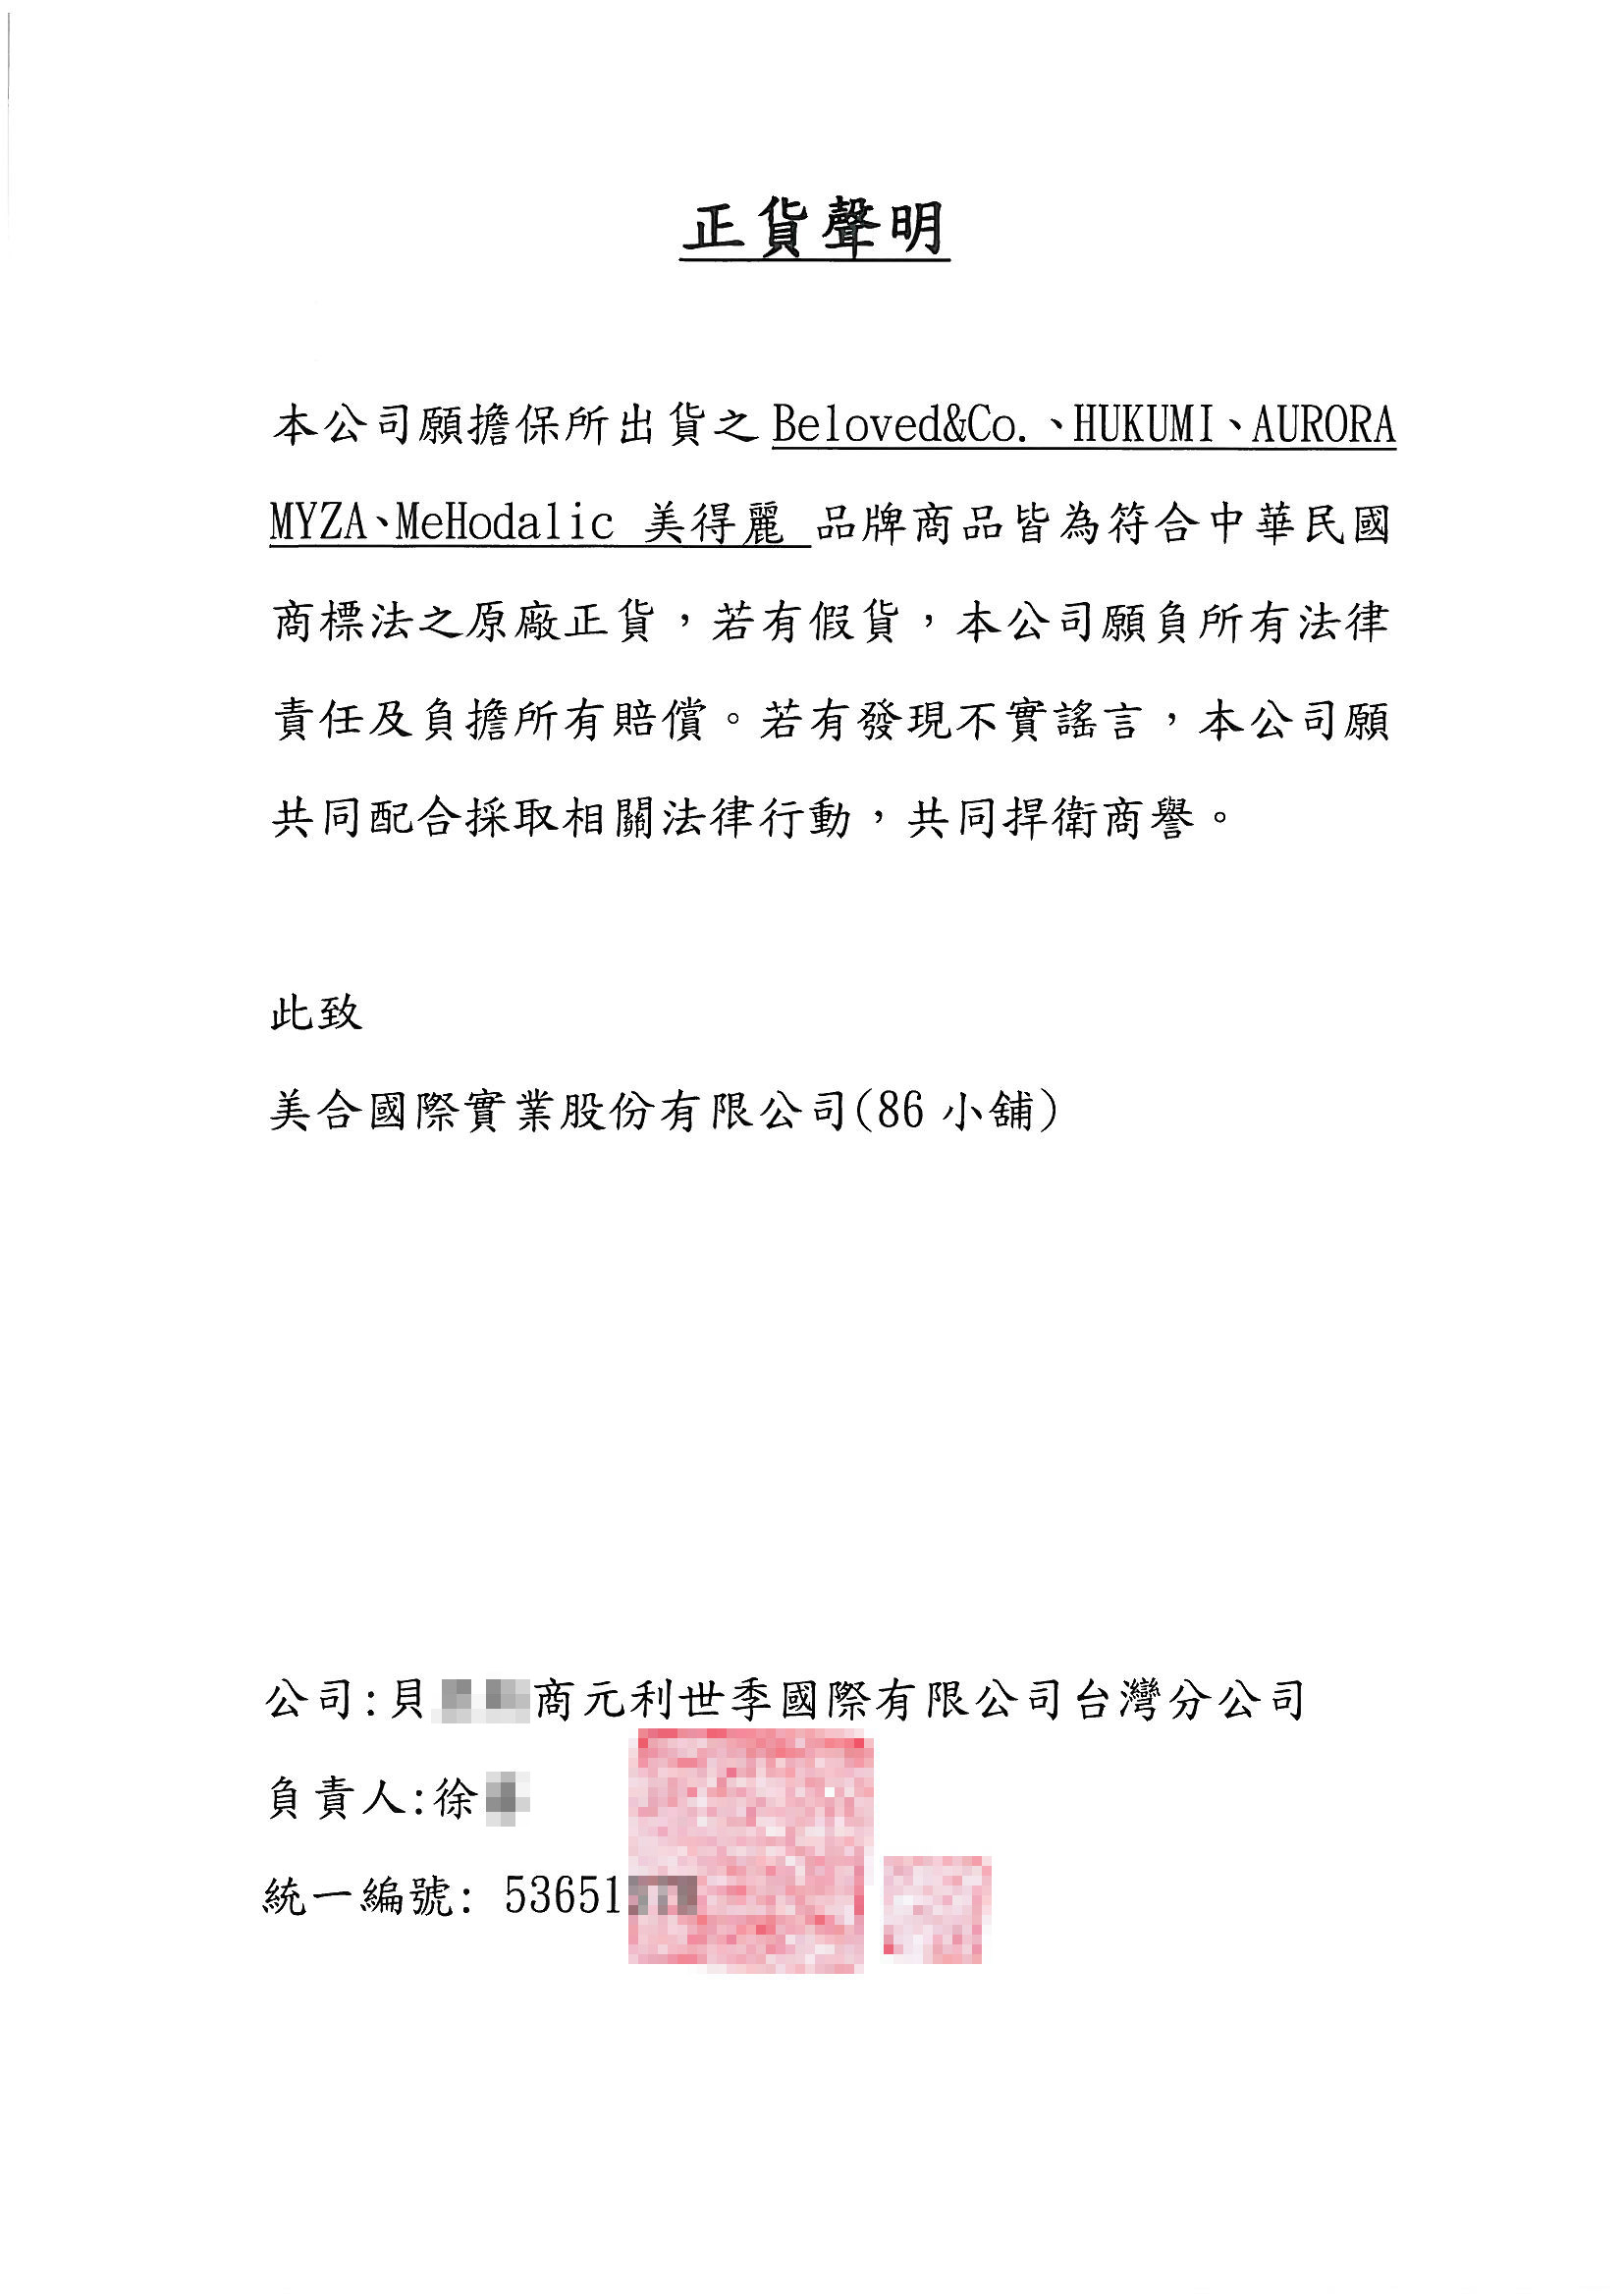 正貨聲明
本公司願擔保所出貨之 Beloved&Co.、HUKUMI、AURORA
MYZA、MeHodalic 美得麗 品牌商品皆為符合中華民國
商標法之原廠正貨，若有假貨，本公司願負所有法律
責任及負擔所有賠償。若有發現不實謠言，本公司願
共同配合採取相關法律行動，共同捍衛商譽。
此致
美合國際實業股份有限公司(86 小舖)
公司:貝 商元利世季國際有限公司台灣分公司
負責人:徐
統一編號: 53651